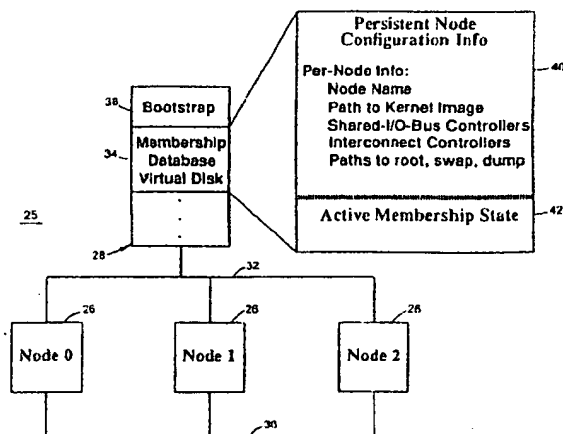 Persistent Node
Configuration Info
40
Per-Node Info:
Node Name
Path to Kernel Image
Shared-I/O-Bus Controllers
Interconnect Controllers
Paths to root, swap, dump
38
Bootstrap
34
Membership
Database
Virtual Disk
Active Membership State
42
25
28
32
26
26
26
Node 0
Node 1
Node 2
30